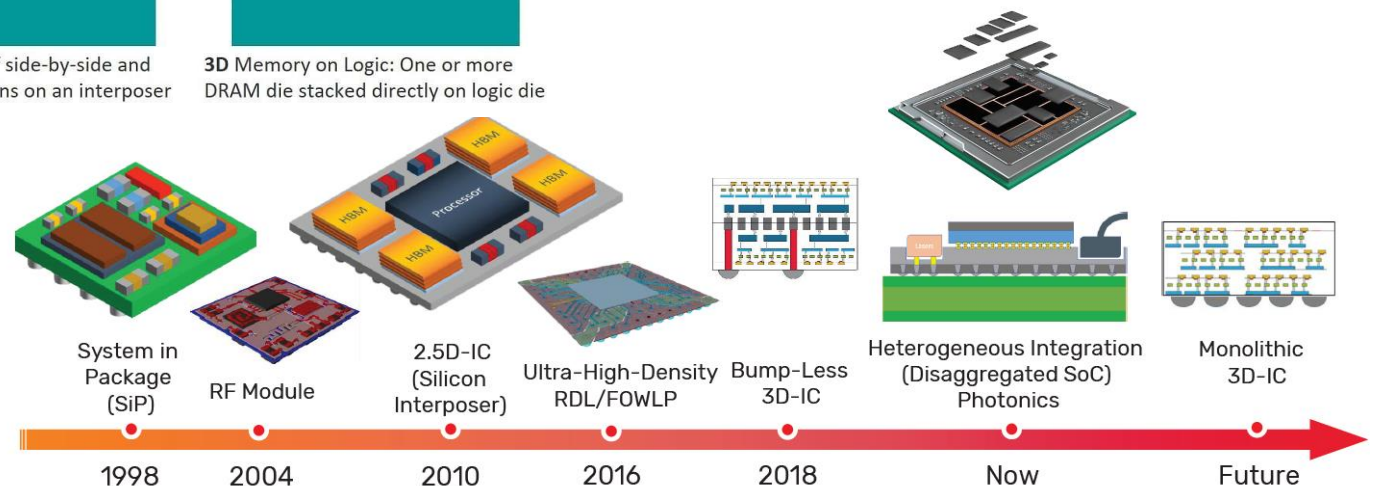 side-by-side and
ns on an interposer
3D Memory on Logic: One or more
DRAM die stacked directly on logic die
HBM
HBM
HBM
HBM
Processor
Laser
System in
Package
(SiP)
RF Module
2.5D-IC
(Silicon
Interposer)
Ultra-High-Density
RDL/FOWLP
Bump-Less
3D-IC
Heterogeneous Integration
(Disaggregated SoC)
Photonics
Monolithic
3D-IC
1998
2004
2010
2016
2018
Now
Future